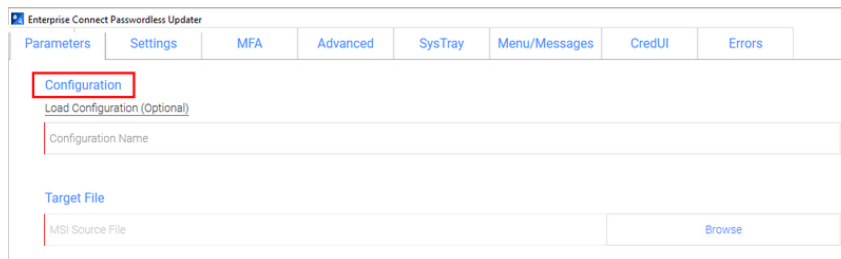 Enterprise Connect Passwordless Updater
Parameters Settings MFA Advanced SysTray Menu/Messages CredUI Errors
Configuration
Load Configuration (Optional)
Configuration Name
Target File
MSI Source File Browse